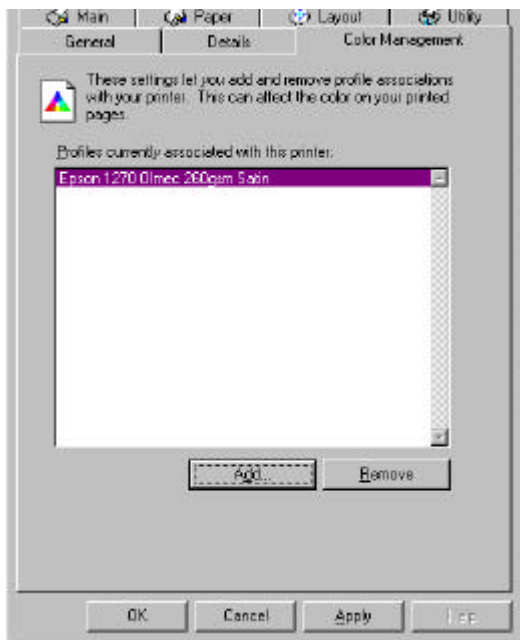 Main
Paper
Layout
Utility
General
Details
Color Management
These settings let you add and remove profile associations
with your printer. This can affect the color on your printed
pages.
Profiles currently associated with this printer:
Epson 1270 Olmec 260gsm Satin
Add...
Remove
OK
Cancel
Apply
Help